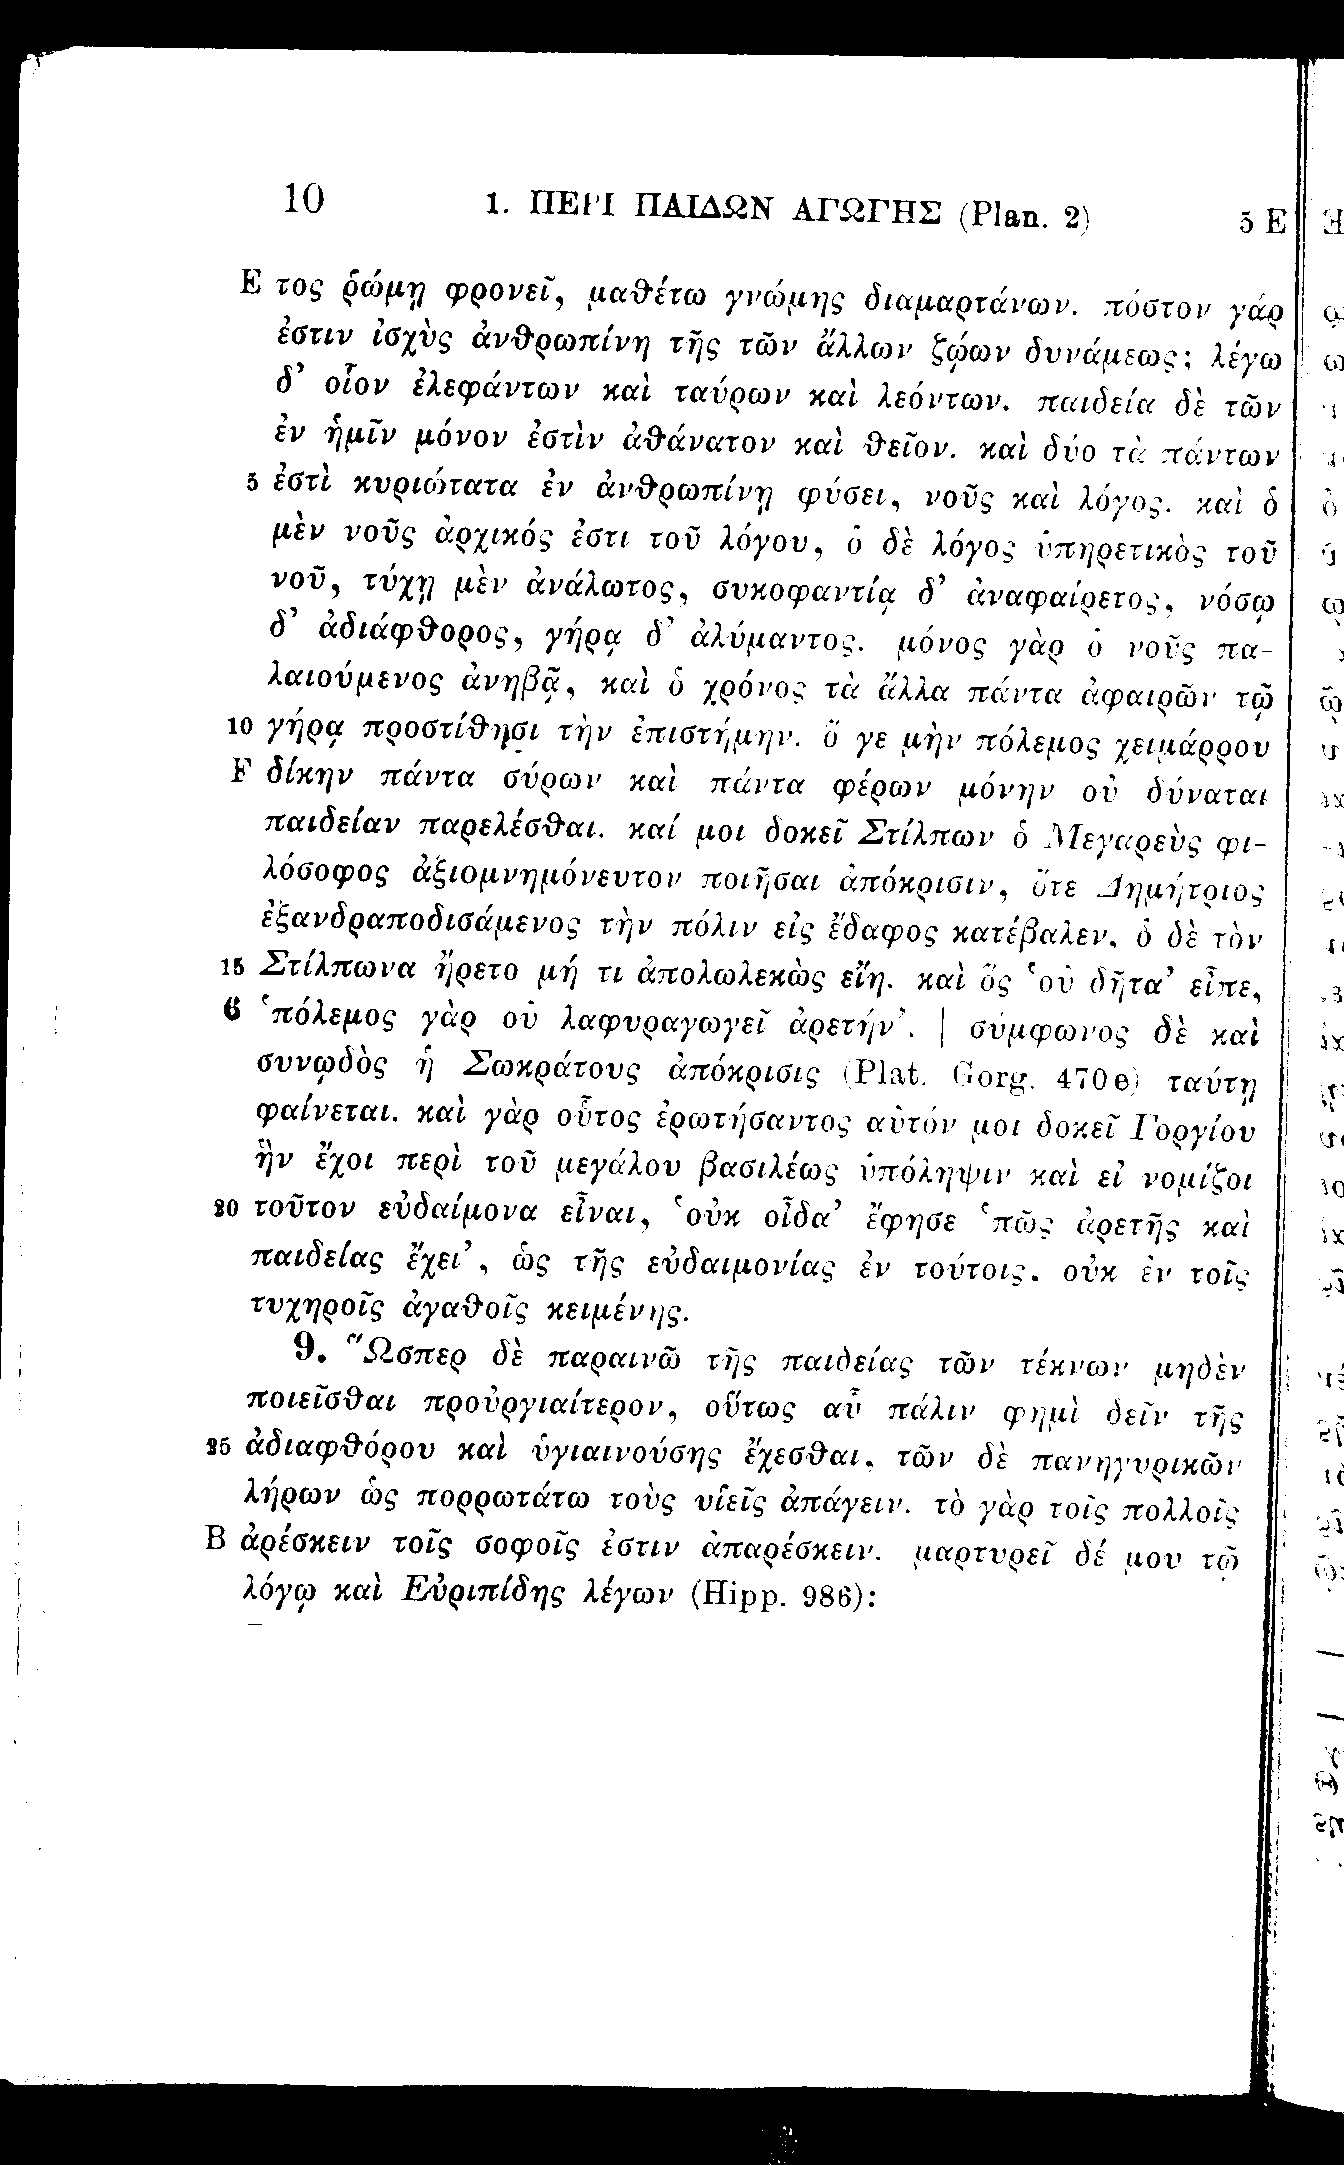 10 1. ΠΕΡΙ ΠΑΙΔΩΝ ΑΓΩΓΗΣ (Plan. 2) 5 E
E τος ῥώμῃ φρονεῖ, μαθέτω γνώμης διαμαρτάνων. πόστον γάρ
ἐστιν ἰσχὺς ἀνθρωπίνη τῆς τῶν ἄλλων ζῴων δυνάμεως; λέγω
δ’ οἷον ἐλεφάντων καὶ ταύρων καὶ λεόντων. παιδεία δὲ τῶν
ἐν ἡμῖν μόνον ἐστὶν ἀθάνατον καὶ θεῖον. καὶ δύο τὰ πάντων
5 ἐστὶ κυριώτατα ἐν ἀνθρωπίνῃ φύσει, νοῦς καὶ λόγος. καὶ ὁ
μὲν νοῦς ἀρχικός ἐστι τοῦ λόγου, ὁ δὲ λόγος ὑπηρετικὸς τοῦ
νοῦ, τύχῃ μὲν ἀνάλωτος, συκοφαντίᾳ δ’ ἀναφαίρετος, νόσῳ
δ’ ἀδιάφθορος, γήρᾳ δ’ ἀλύμαντος. μόνος γὰρ ὁ νοῦς πα-
λαιούμενος ἀνηβᾷ, καὶ ὁ χρόνος τὰ ἄλλα πάντα ἀφαιρῶν τῷ
10 γήρᾳ προστίθησι τὴν ἐπιστήμην. ὅ γε μὴν πόλεμος χειμάρρου
F δίκην πάντα σύρων καὶ πάντα φέρων μόνην οὐ δύναται
παιδείαν παρελέσθαι. καί μοι δοκεῖ Στίλπων ὁ Μεγαρεὺς φι-
λόσοφος ἀξιομνημόνευτον ποιῆσαι ἀπόκρισιν, ὅτε Δημήτριος
ἐξανδραποδισάμενος τὴν πόλιν εἰς ἔδαφος κατέβαλεν, ὁ δὲ τὸν
15 Στίλπωνα ἤρετο μή τι ἀπολωλεκὼς εἴη. καὶ ὅς ‘οὐ δῆτα’ εἶπε,
6 ‘πόλεμος γὰρ οὐ λαφυραγωγεῖ ἀρετήν’. | σύμφωνος δὲ καὶ
συνῳδὸς ἡ Σωκράτους ἀπόκρισις (Plat. Gorg. 470e) ταύτῃ
φαίνεται. καὶ γὰρ οὗτος ἐρωτήσαντος αὐτόν μοι δοκεῖ Γοργίου
ἣν ἔχοι περὶ τοῦ μεγάλου βασιλέως ὑπόληψιν καὶ εἰ νομίζοι
20 τοῦτον εὐδαίμονα εἶναι, ‘οὐκ οἶδα’ ἔφησε ‘πῶς ἀρετῆς καὶ
παιδείας ἔχει’, ὡς τῆς εὐδαιμονίας ἐν τούτοις, οὐκ ἐν τοῖς
τυχηροῖς ἀγαθοῖς κειμένης.
9. Ὥσπερ δὲ παραινῶ τῆς παιδείας τῶν τέκνων μηδὲν
ποιεῖσθαι προὐργιαίτερον, οὕτως αὖ πάλιν φημὶ δεῖν τῆς
25 ἀδιαφθόρου καὶ ὑγιαινούσης ἔχεσθαι, τῶν δὲ πανηγυρικῶν
λήρων ὡς πορρωτάτω τοὺς υἱεῖς ἀπάγειν. τὸ γὰρ τοῖς πολλοῖς
B ἀρέσκειν τοῖς σοφοῖς ἐστιν ἀπαρέσκειν. μαρτυρεῖ δέ μου τῷ
λόγῳ καὶ Εὐριπίδης λέγων (Hipp. 986):